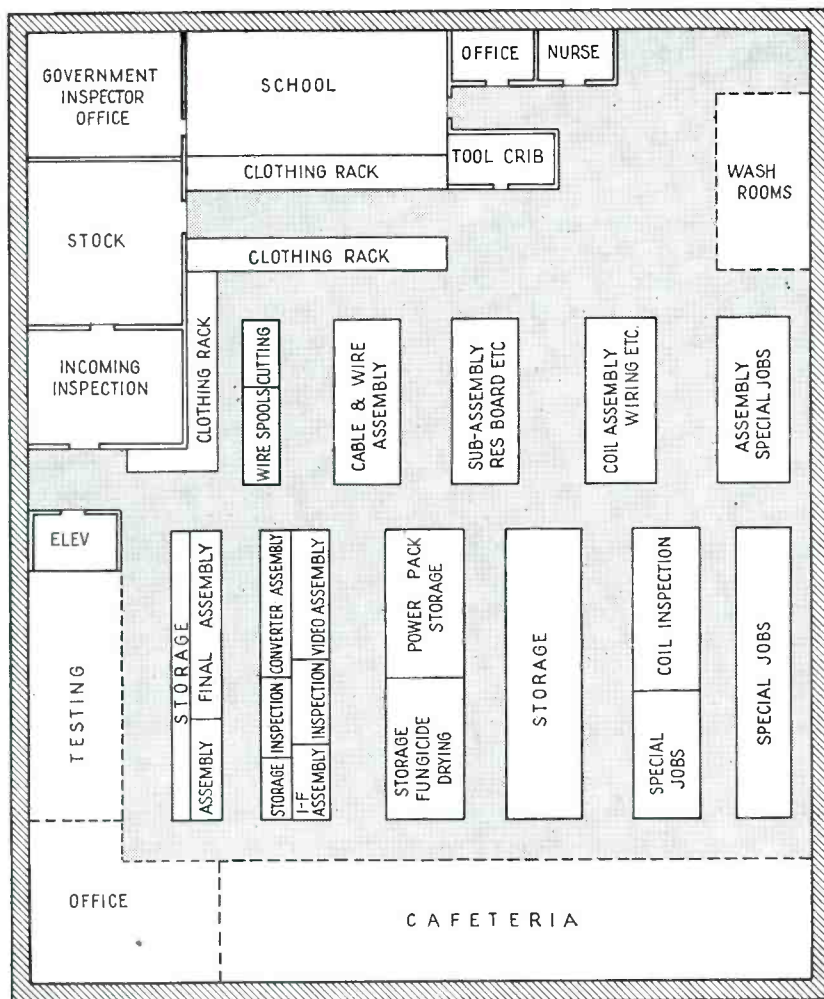 GOVERNMENT
INSPECTOR
OFFICE
SCHOOL
OFFICE
NURSE
CLOTHING RACK
TOOL CRIB
WASH
ROOMS
STOCK
CLOTHING RACK
INCOMING
INSPECTION
CLOTHING RACK
WIRE SPOOLS
CUTTING
CABLE & WIRE
ASSEMBLY
SUB-ASSEMBLY
RES BOARD ETC
COIL ASSEMBLY
WIRING ETC.
ASSEMBLY
SPECIAL JOBS
ELEV
TESTING
STORAGE
ASSEMBLY
FINAL ASSEMBLY
STORAGE
INSPECTION
CONVERTER ASSEMBLY
I-F
ASSEMBLY
INSPECTION
VIDEO ASSEMBLY
POWER PACK
STORAGE
STORAGE
FUNGICIDE
DRYING
STORAGE
COIL INSPECTION
SPECIAL
JOBS
SPECIAL JOBS
OFFICE
CAFETERIA